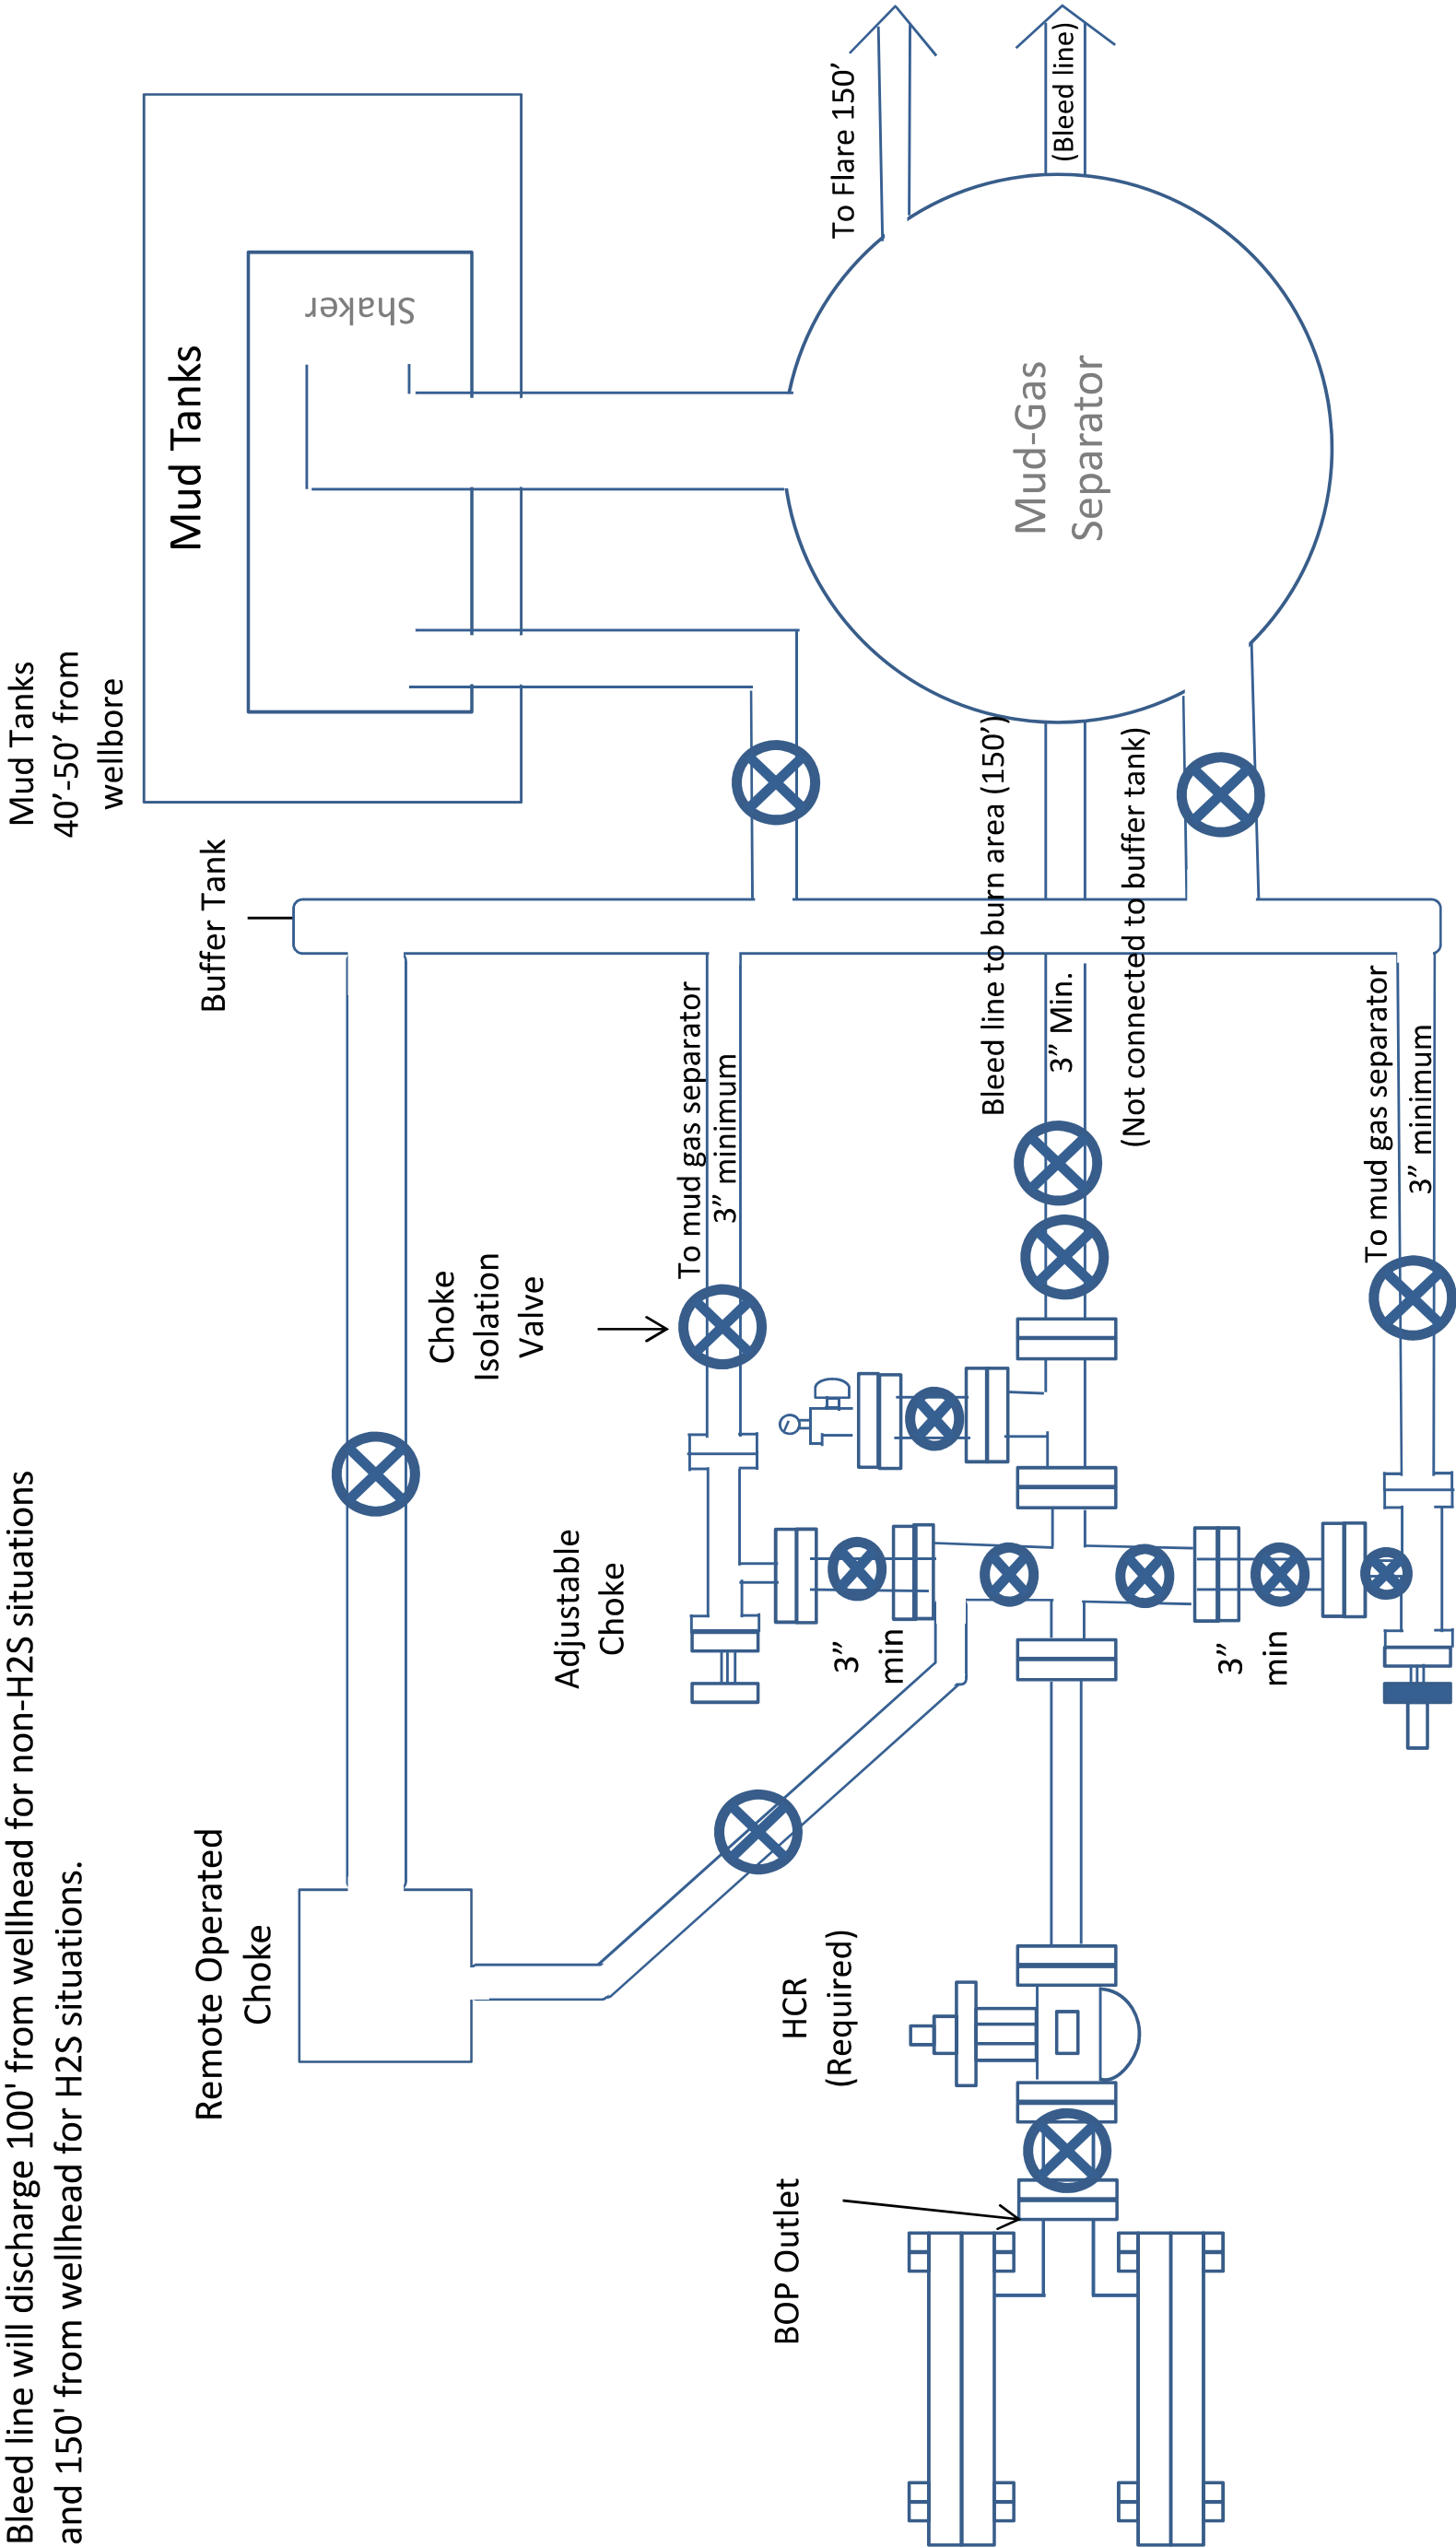 Bleed line will discharge 100' from wellhead for non-H2S situations
and 150' from wellhead for H2S situations.
Mud Tanks
40’-50’ from
wellbore
Mud Tanks
Shaker
Buffer Tank
Remote Operated
Choke
Choke
Isolation
Valve
Adjustable
Choke
To mud gas separator
3” minimum
To Flare 150’
(Bleed line)
Mud-Gas
Separator
Bleed line to burn area (150’)
3” Min.
(Not connected to buffer tank)
3”
min
HCR
(Required)
BOP Outlet
3”
min
To mud gas separator
3” minimum